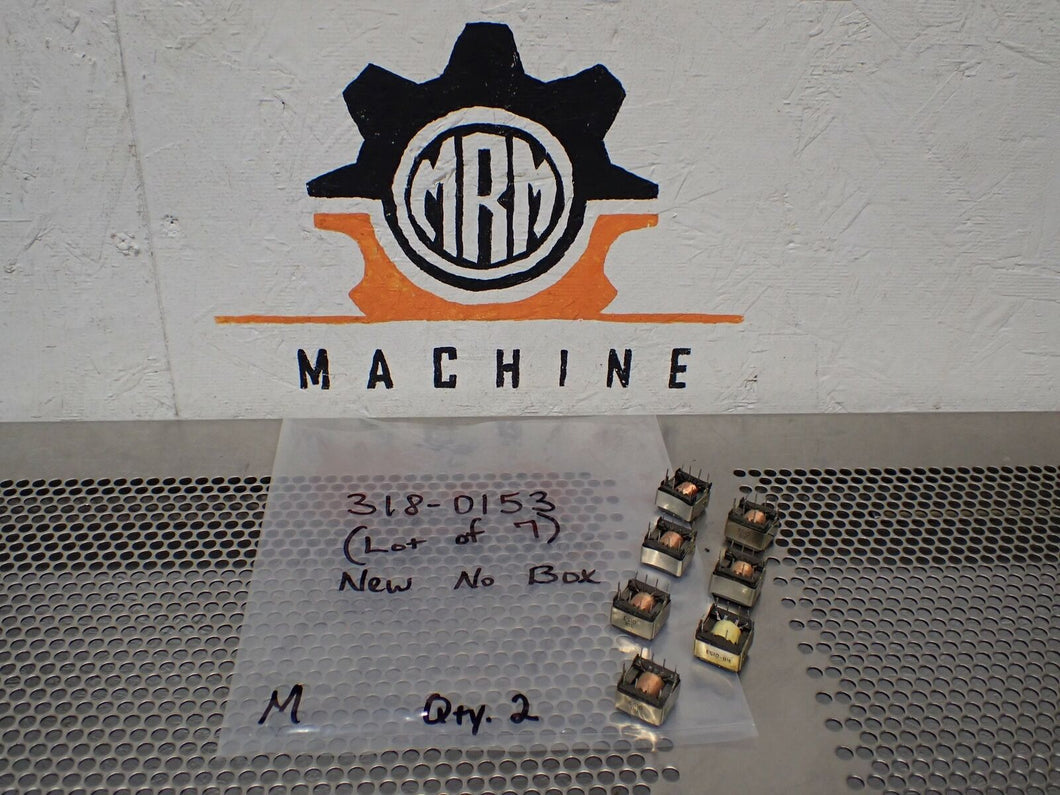 MRM
MACHINE
318-0153
(Lot of 7)
New No Box
M Qty. 2